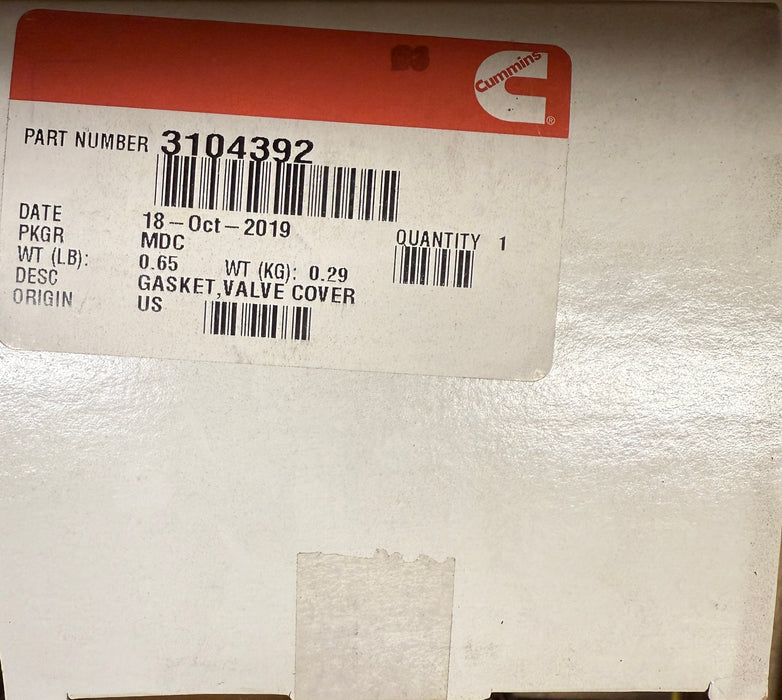 Cummins
®
PART NUMBER 3104392
DATE 18-Oct-2019
PKGR MDC
QUANTITY 1
WT (LB): 0.65 WT (KG): 0.29
DESC GASKET,VALVE COVER
ORIGIN US